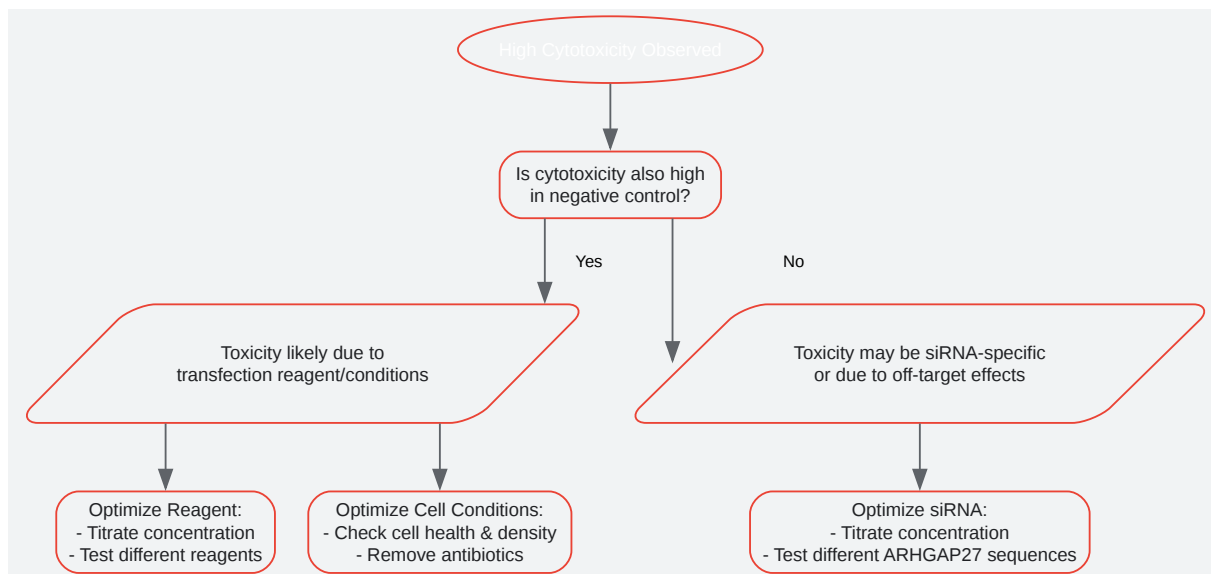 High Cytotoxicity Observed
Is cytotoxicity also high
in negative control?
Yes
No
Toxicity likely due to
transfection reagent/conditions
Toxicity may be siRNA-specific
or due to off-target effects
Optimize Reagent:
- Titrate concentration
- Test different reagents
Optimize Cell Conditions:
- Check cell health & density
- Remove antibiotics
Optimize siRNA:
- Titrate concentration
- Test different ARHGAP27 sequences